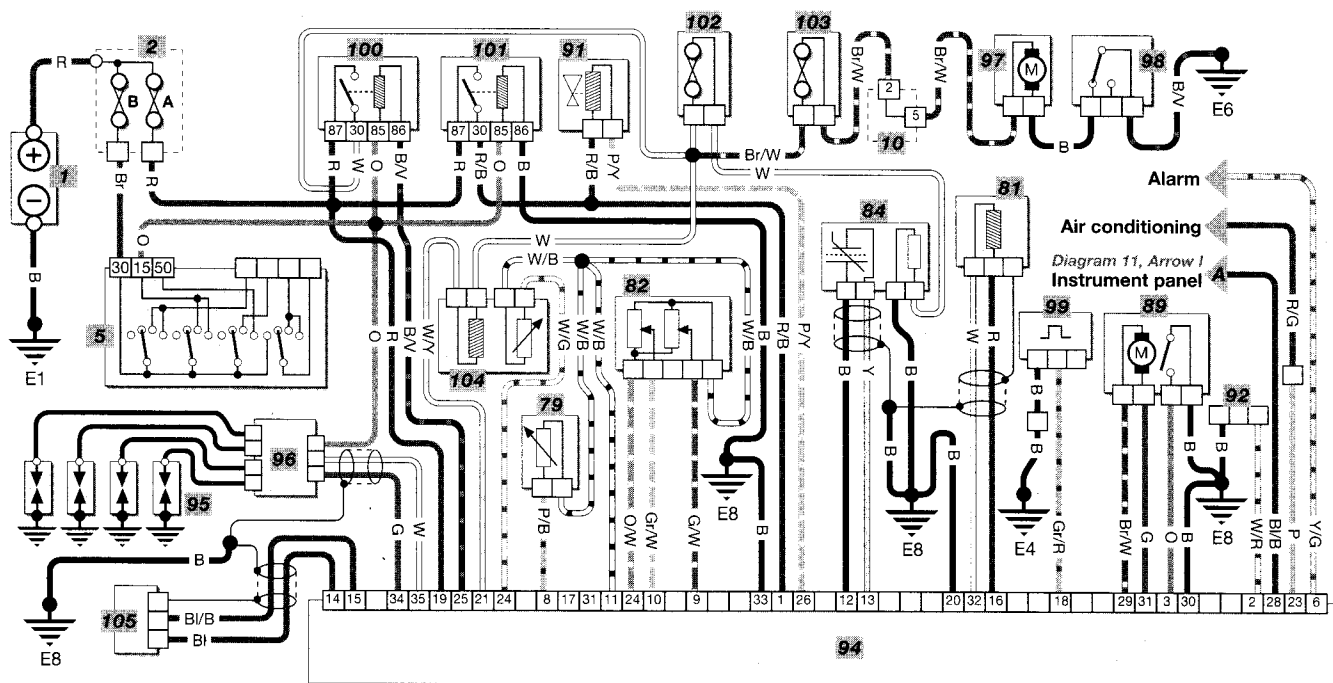 100
101
91
102
103
2
R
B
A
87 30 85 86
87 30 85 86
R
W
O
B/V
R
R/B
O
B
R/B
P/Y
Br/W
Br/W
2
5
10
97
M
98
B
B/V
E6
1
+
−
Br
R
Br/W
W
81
84
Alarm
Air conditioning
Diagram 11, Arrow I
Instrument panel
A
B
O
30 15 50
E1
5
W
W/B
82
104
W/Y
B/V
R
O
W/G
W/B
W/B
W/B
B
R/B
P/Y
B
Y
B
W
R
99
89
M
92
R/G
96
95
79
P/B
O/W
Gr/W
G/W
E8
B
B
E8
B
B
E4
Gr/R
Br/W
G
O
B
B
B
E8
W/R
Bl/B
P
Y/G
G
W
B
E8
105
Bl/B
Bl
14 15 34 35 19 25 21 24 8 17 31 11 24 10 9 33 1 26 12 13 20 32 16 18 29 31 3 30 2 28 23 6
94